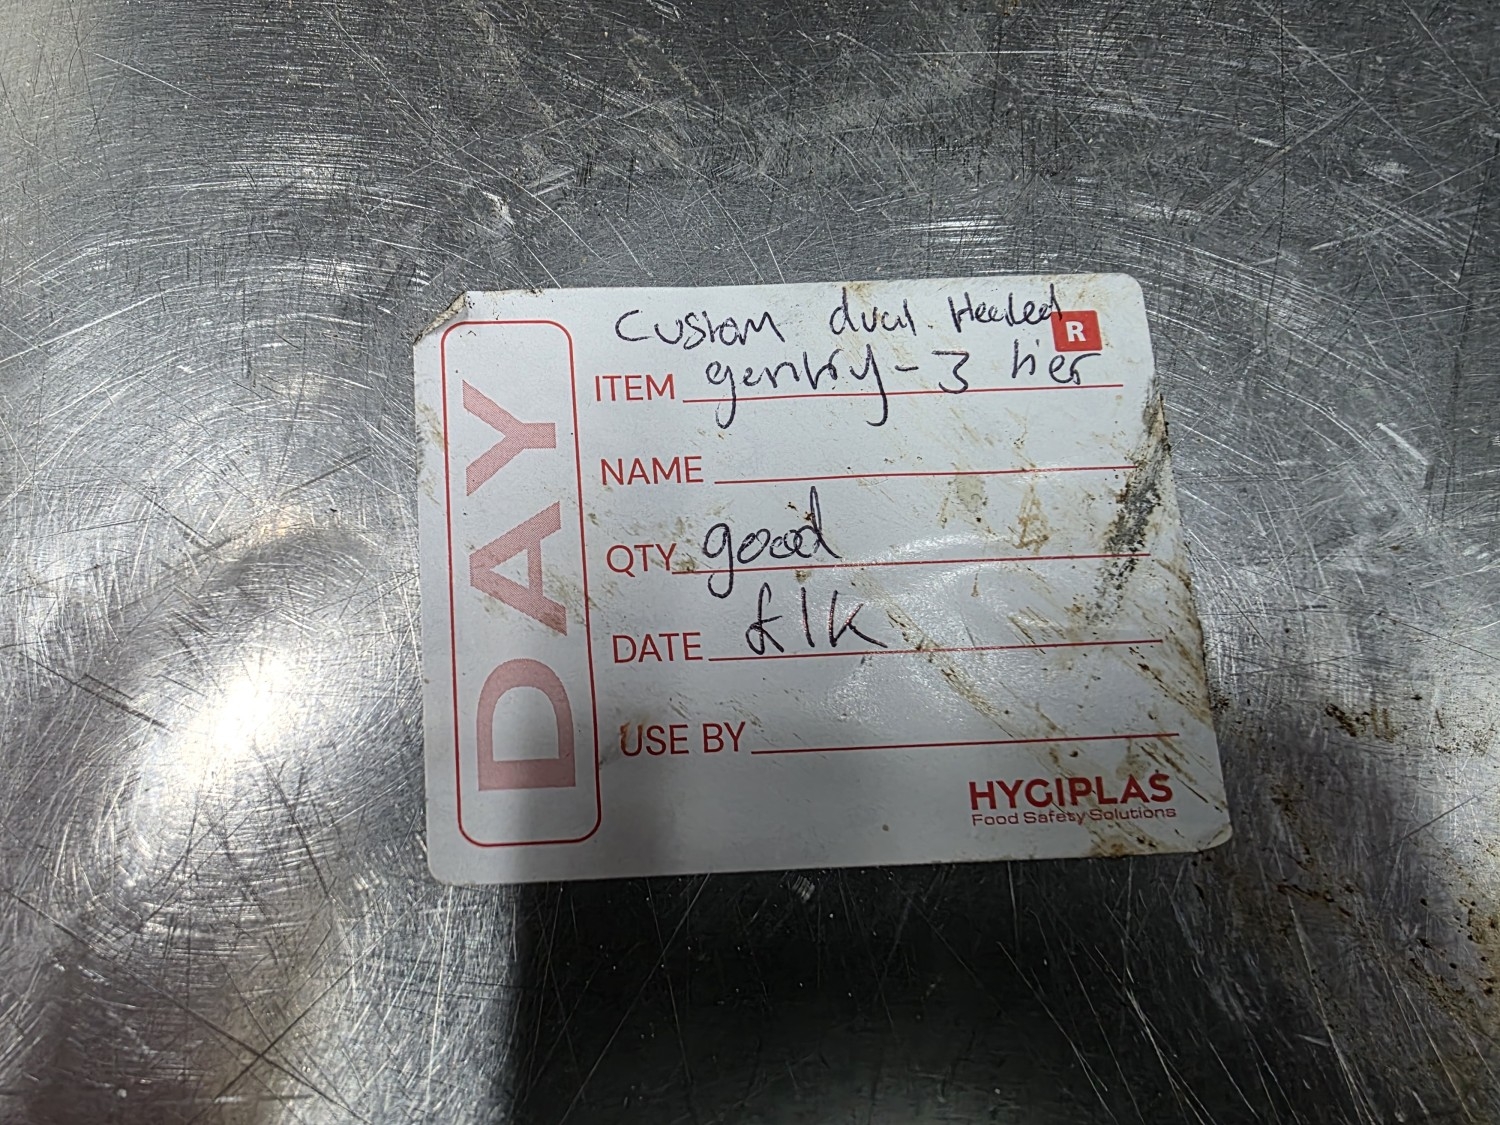 Custom dual Heated
R
ITEM gentry - 3 tier
NAME
QTY good
DATE £1K
USE BY
DAY
HYGIPLAS
Food Safety Solutions